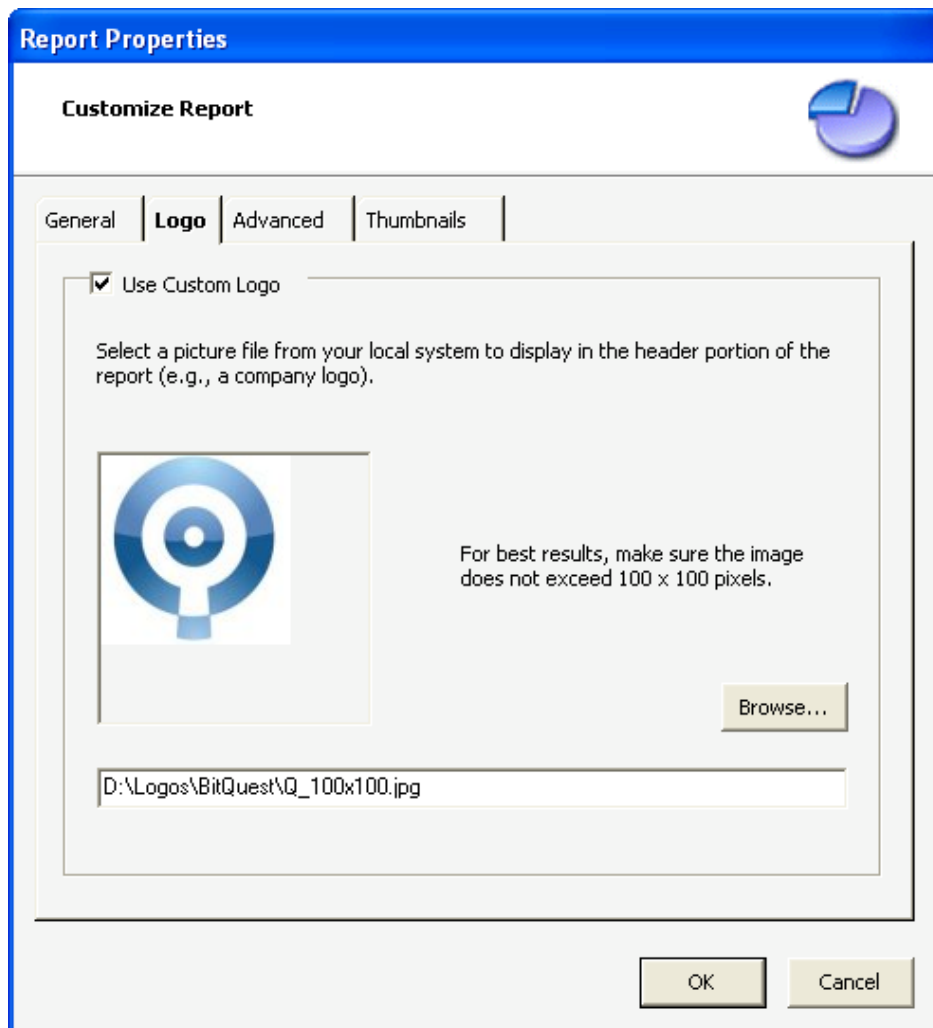 Report Properties
Customize Report
General
Logo
Advanced
Thumbnails
Use Custom Logo
Select a picture file from your local system to display in the header portion of the
report (e.g., a company logo).
For best results, make sure the image
does not exceed 100 x 100 pixels.
Browse...
D:\Logos\BitQuest\Q_100x100.jpg
OK
Cancel